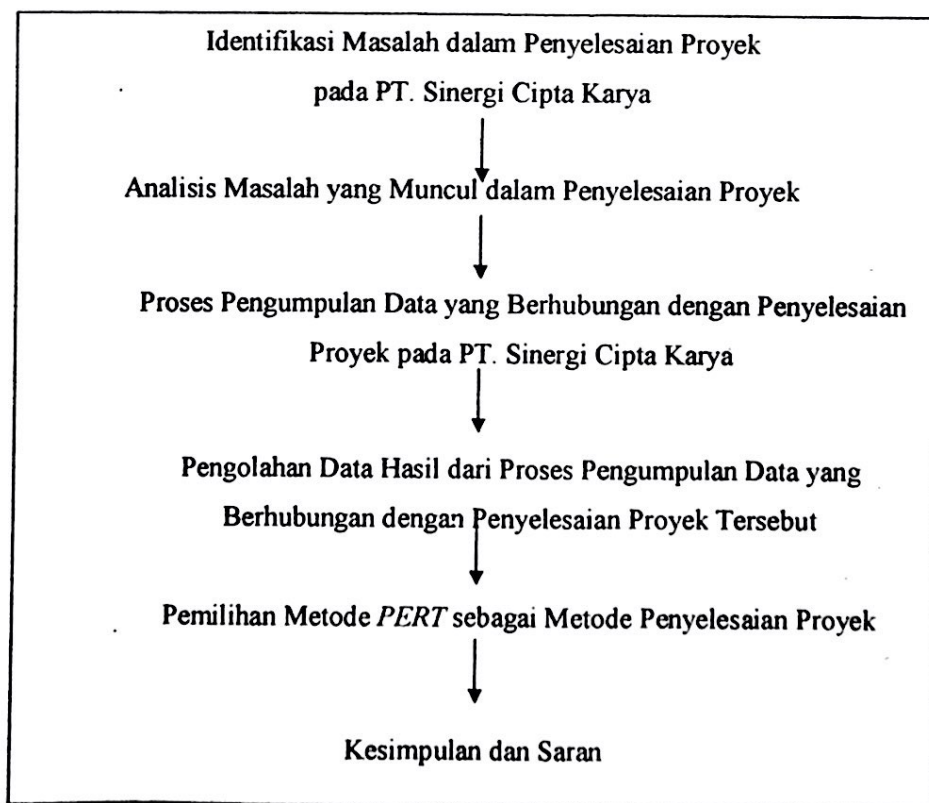 Identifikasi Masalah dalam Penyelesaian Proyek
pada PT. Sinergi Cipta Karya
Analisis Masalah yang Muncul dalam Penyelesaian Proyek
Proses Pengumpulan Data yang Berhubungan dengan Penyelesaian
Proyek pada PT. Sinergi Cipta Karya
Pengolahan Data Hasil dari Proses Pengumpulan Data yang
Berhubungan dengan Penyelesaian Proyek Tersebut
Pemilihan Metode PERT sebagai Metode Penyelesaian Proyek
Kesimpulan dan Saran